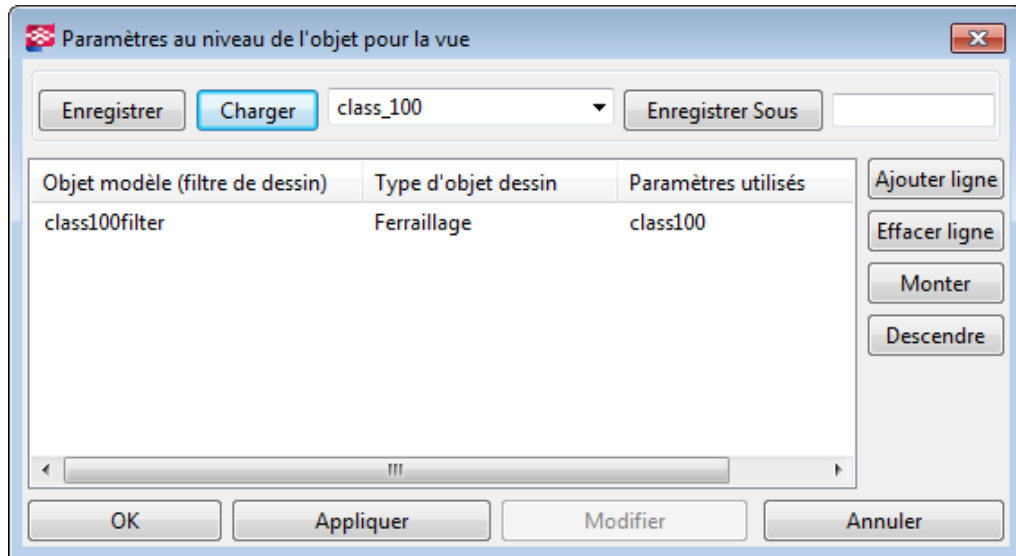 Paramètres au niveau de l'objet pour la vue
Enregistrer Charger class_100 Enregistrer Sous
Objet modèle (filtre de dessin) Type d'objet dessin Paramètres utilisés Ajouter ligne
class100filter Ferraillage class100 Effacer ligne
Monter
Descendre
OK Appliquer Modifier Annuler